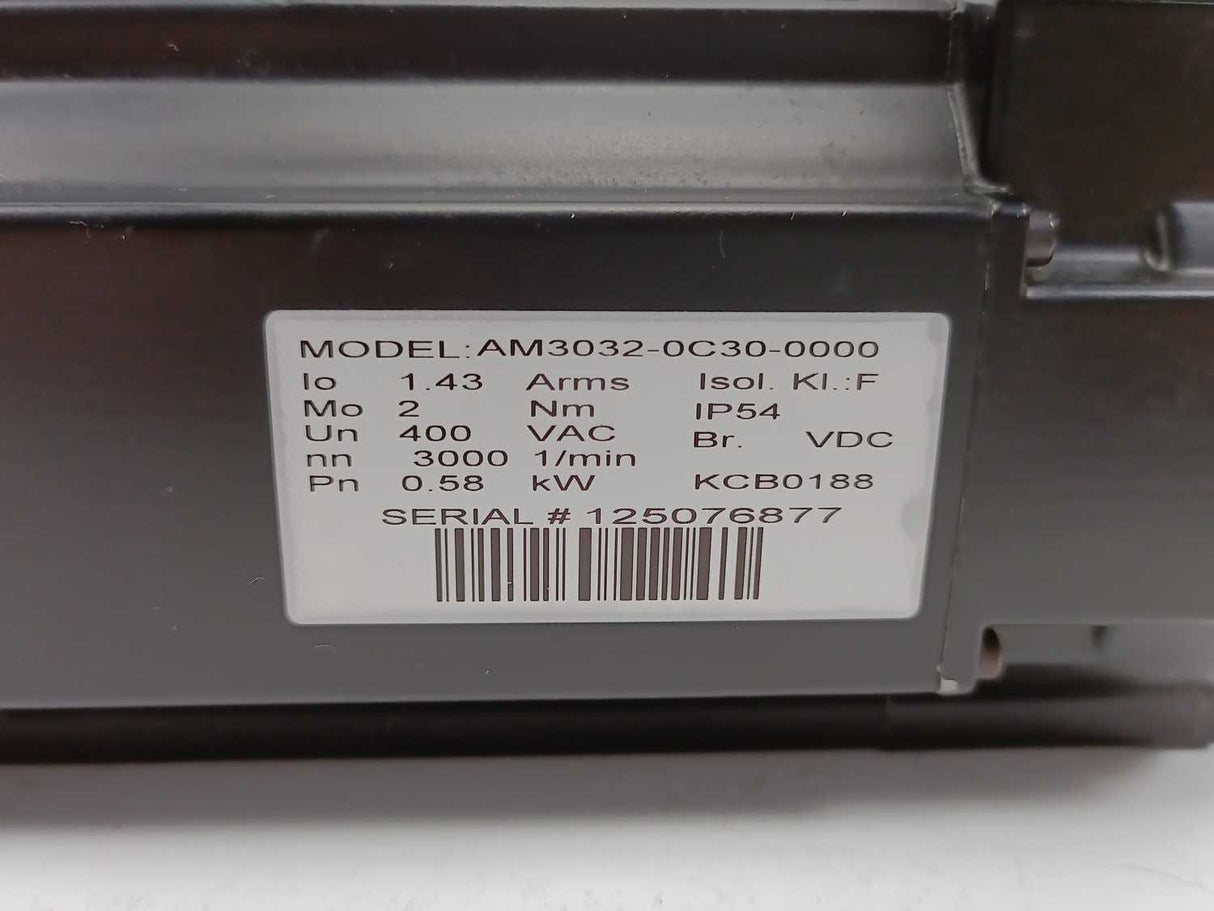 MODEL:AM3032-0C30-0000
Io 1.43 Arms Isol. Kl.:F
Mo 2 Nm IP54
Un 400 VAC Br. VDC
nn 3000 1/min
Pn 0.58 kW KCB0188
SERIAL # 125076877